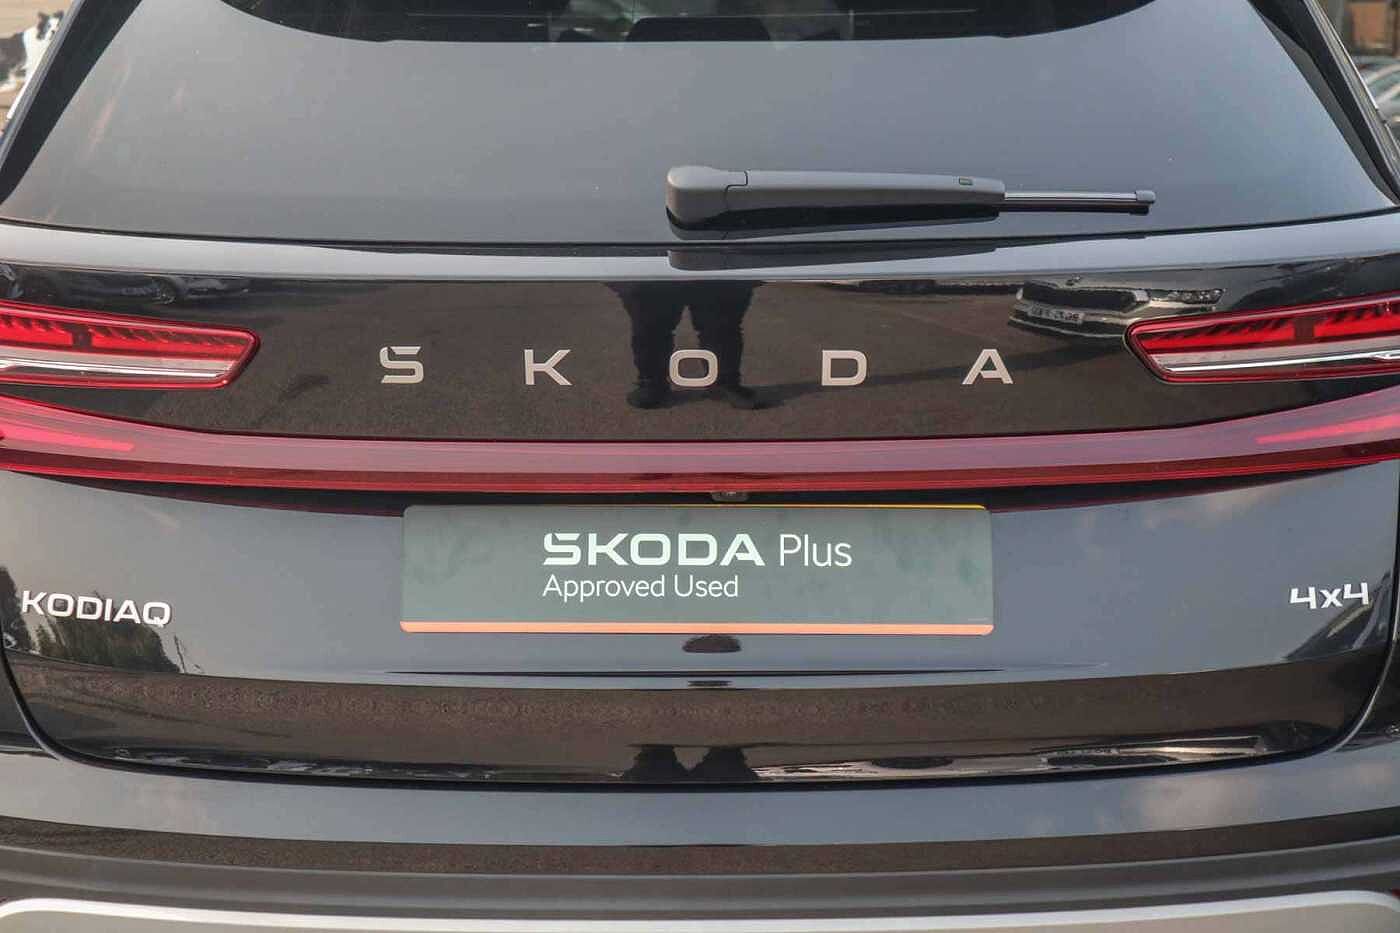 SKODA
SKODA Plus
Approved Used
KODIAQ
4x4